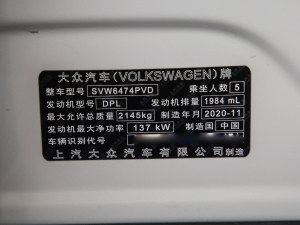 大众汽车(VOLKSWAGEN)牌
整车型号 SVW6474PVD 乘坐人数 5
发动机型号 DPL 发动机排量 1984 mL
最大允许总质量 2145kg 制造年月 2020-11
发动机最大净功率 137 kW 制造国 中国
车辆识别代号
上汽大众汽车有限公司制造